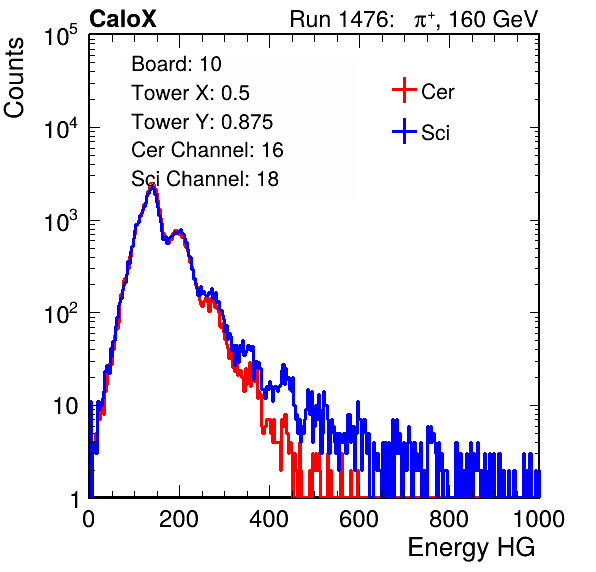 CaloX Run 1476: π⁺, 160 GeV
Counts
Board: 10
Tower X: 0.5
Tower Y: 0.875
Cer Channel: 16
Sci Channel: 18
Cer
Sci
10⁵
10⁴
10³
10²
10
1
0 200 400 600 800 1000
Energy HG